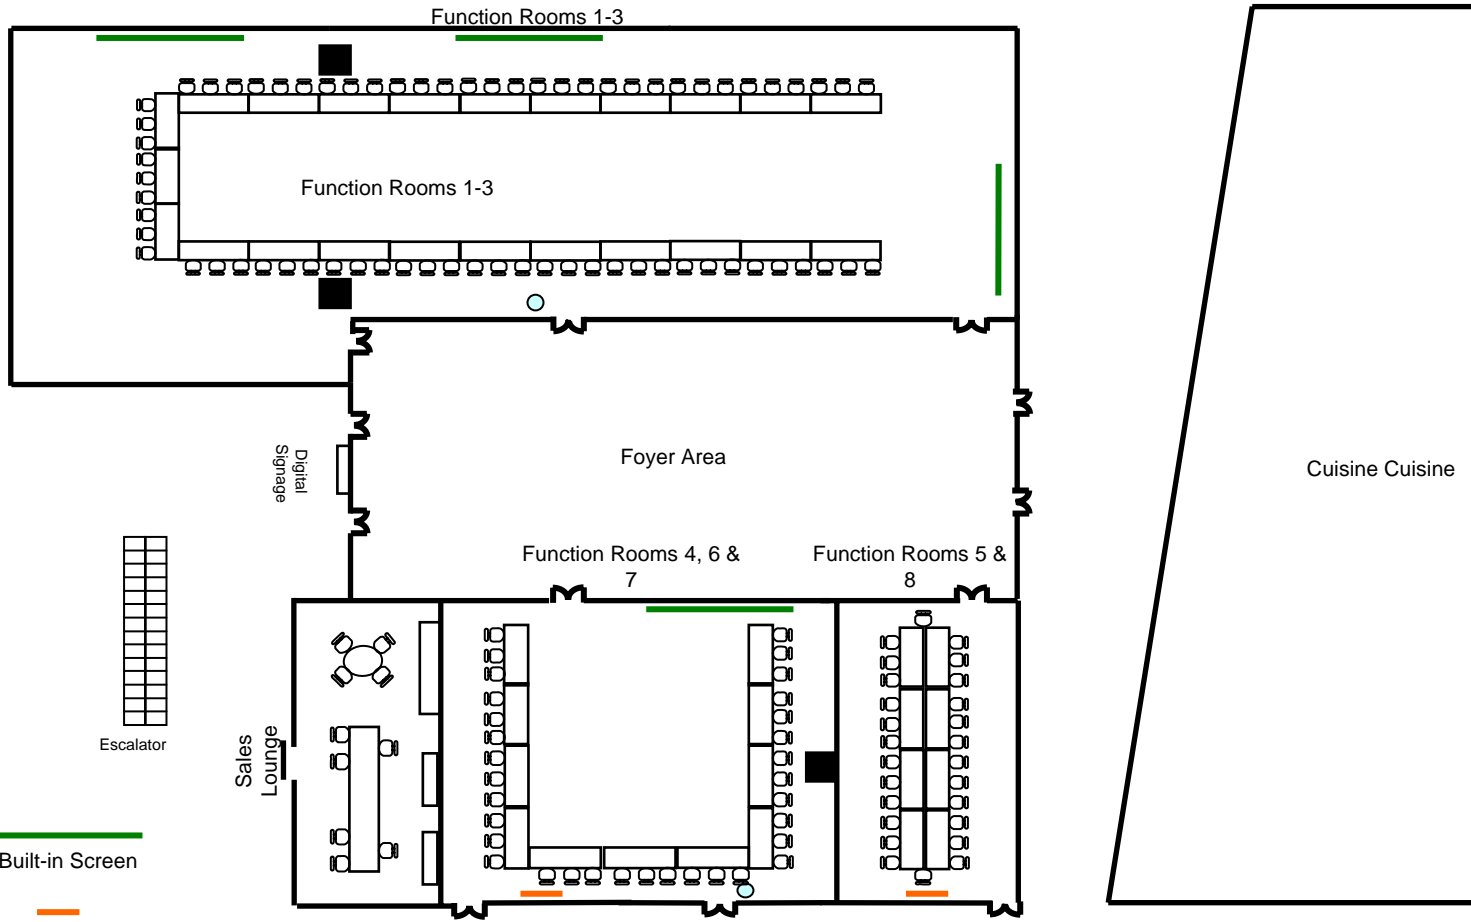 Function Rooms 1-3
Function Rooms 1-3
Digital
Signage
Foyer Area
Cuisine Cuisine
Function Rooms 4, 6 &
7
Function Rooms 5 &
8
Escalator
Sales
Lounge
Built-in Screen